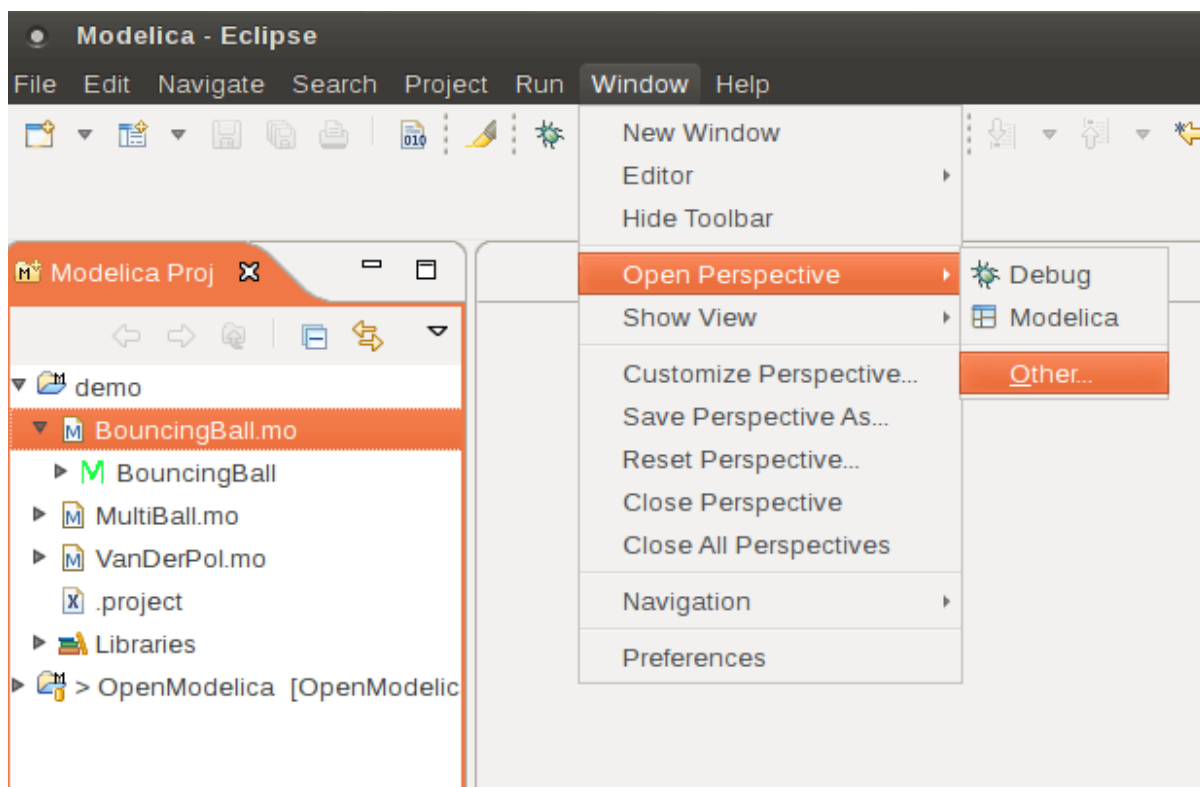 Modelica - Eclipse
File Edit Navigate Search Project Run Window Help
010
New Window
Editor
Hide Toolbar
Modelica Proj
Open Perspective
Debug
Show View
Modelica
demo
Customize Perspective...
Other...
Save Perspective As...
BouncingBall.mo
Reset Perspective...
BouncingBall
Close Perspective
MultiBall.mo
Close All Perspectives
VanDerPol.mo
.project
Navigation
Libraries
Preferences
> OpenModelica [OpenModelic